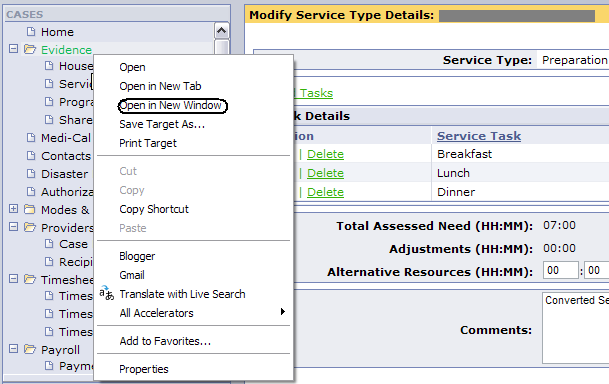 CASES
Home
Evidence
House
Servi
Progra
Share
Medi-Cal
Contacts
Disaster
Authoriza
Modes &
Providers
Case
Recipi
Timeshee
Times
Times
Times
Payroll
Payme
Open
Open in New Tab
Open in New Window
Save Target As...
Print Target
Cut
Copy
Copy Shortcut
Paste
Blogger
Gmail
Translate with Live Search
All Accelerators
Add to Favorites...
Properties
Modify Service Type Details:
Service Type: Preparation
| Tasks
k Details
ion Service Task
| Delete Breakfast
| Delete Lunch
| Delete Dinner
Total Assessed Need (HH:MM): 07:00
Adjustments (HH:MM): 00:00
Alternative Resources (HH:MM): 00 : 00
Comments: Converted Se